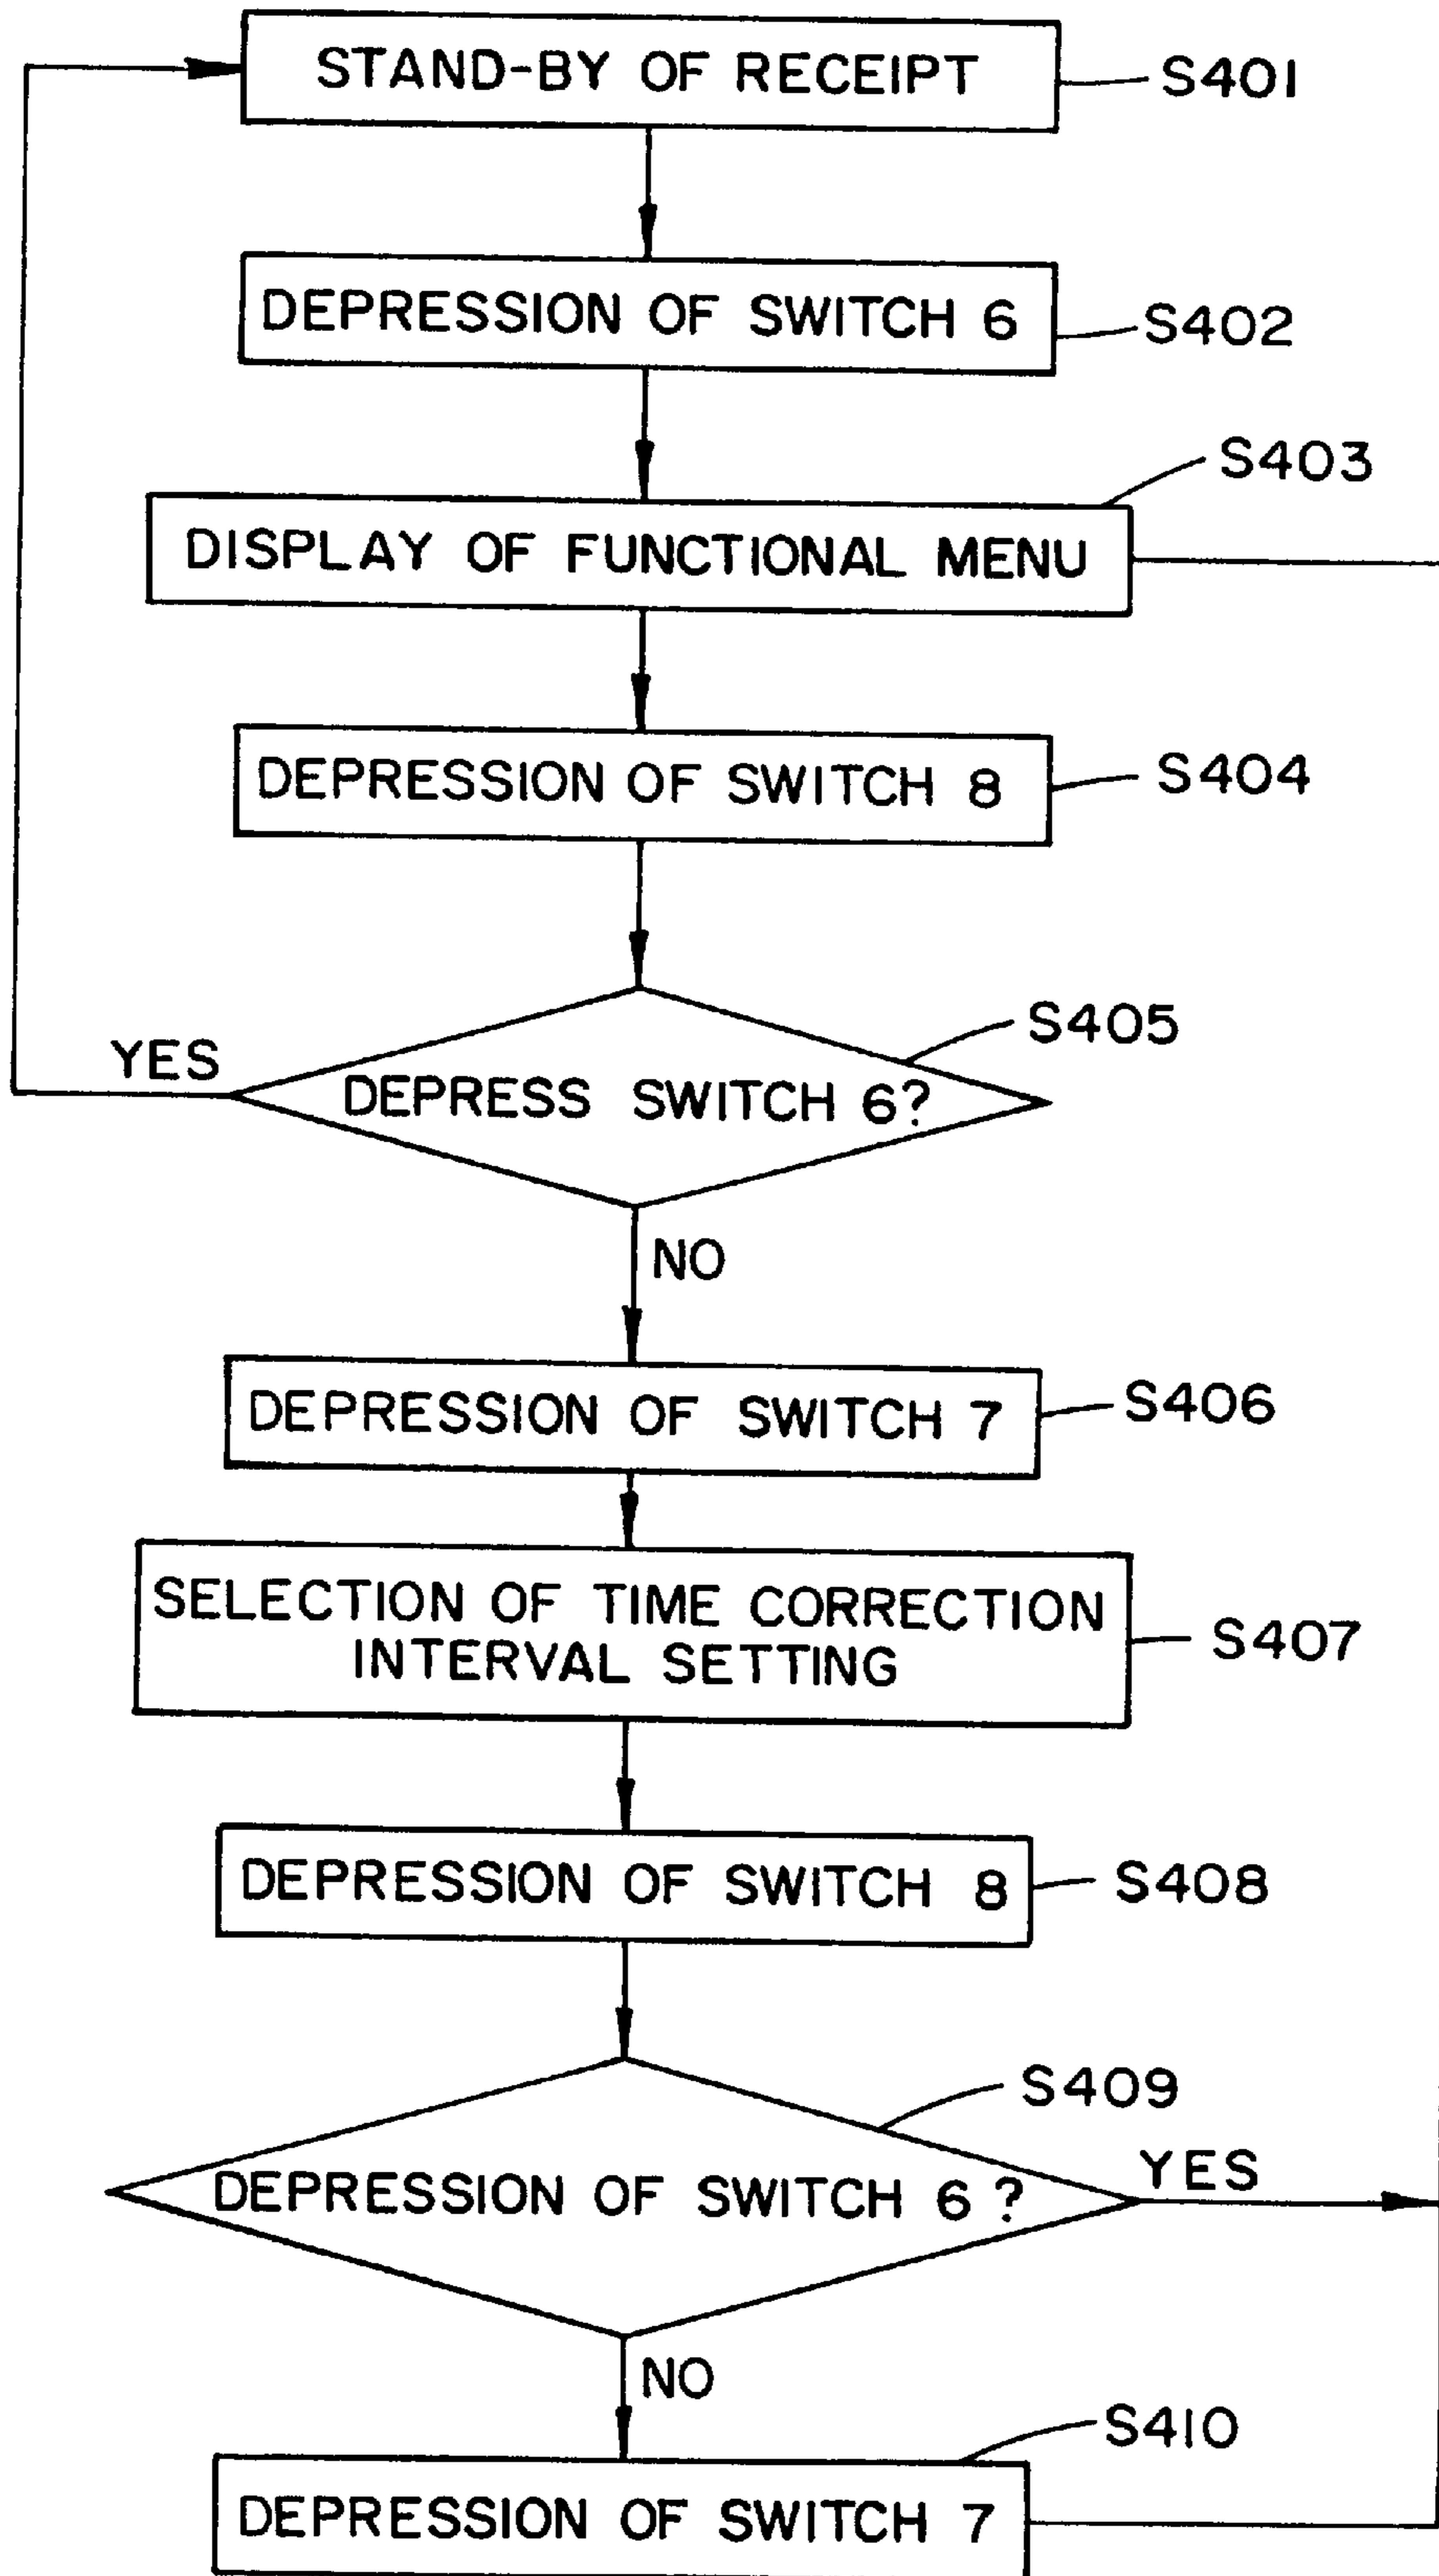 STAND-BY OF RECEIPT
S401
DEPRESSION OF SWITCH 6
S402
S403
DISPLAY OF FUNCTIONAL MENU
DEPRESSION OF SWITCH 8
S404
S405
YES
DEPRESS SWITCH 6?
NO
DEPRESSION OF SWITCH 7
S406
SELECTION OF TIME CORRECTION
INTERVAL SETTING
S407
DEPRESSION OF SWITCH 8
S408
S409
DEPRESSION OF SWITCH 6 ?
YES
NO
S410
DEPRESSION OF SWITCH 7